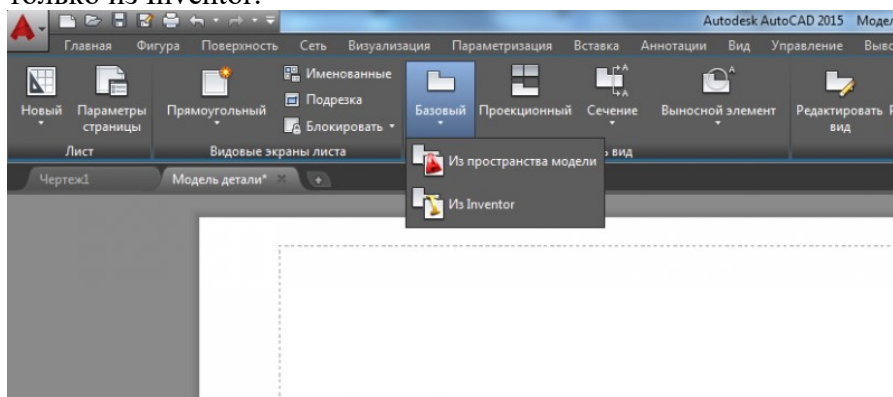 только из Inventor.
Autodesk AutoCAD 2015 Модел
Главная Фигура Поверхность Сеть Визуализация Параметризация Вставка Аннотации Вид Управление Выво
Именованные
Подрезка
Блокировать
Новый Параметры страницы Прямоугольный Базовый Проекционный Сечение Выносной элемент Редактировать вид
Лист Видовые экраны листа ь вид
Чертеж1 Модель детали*
Из пространства модели
Из Inventor